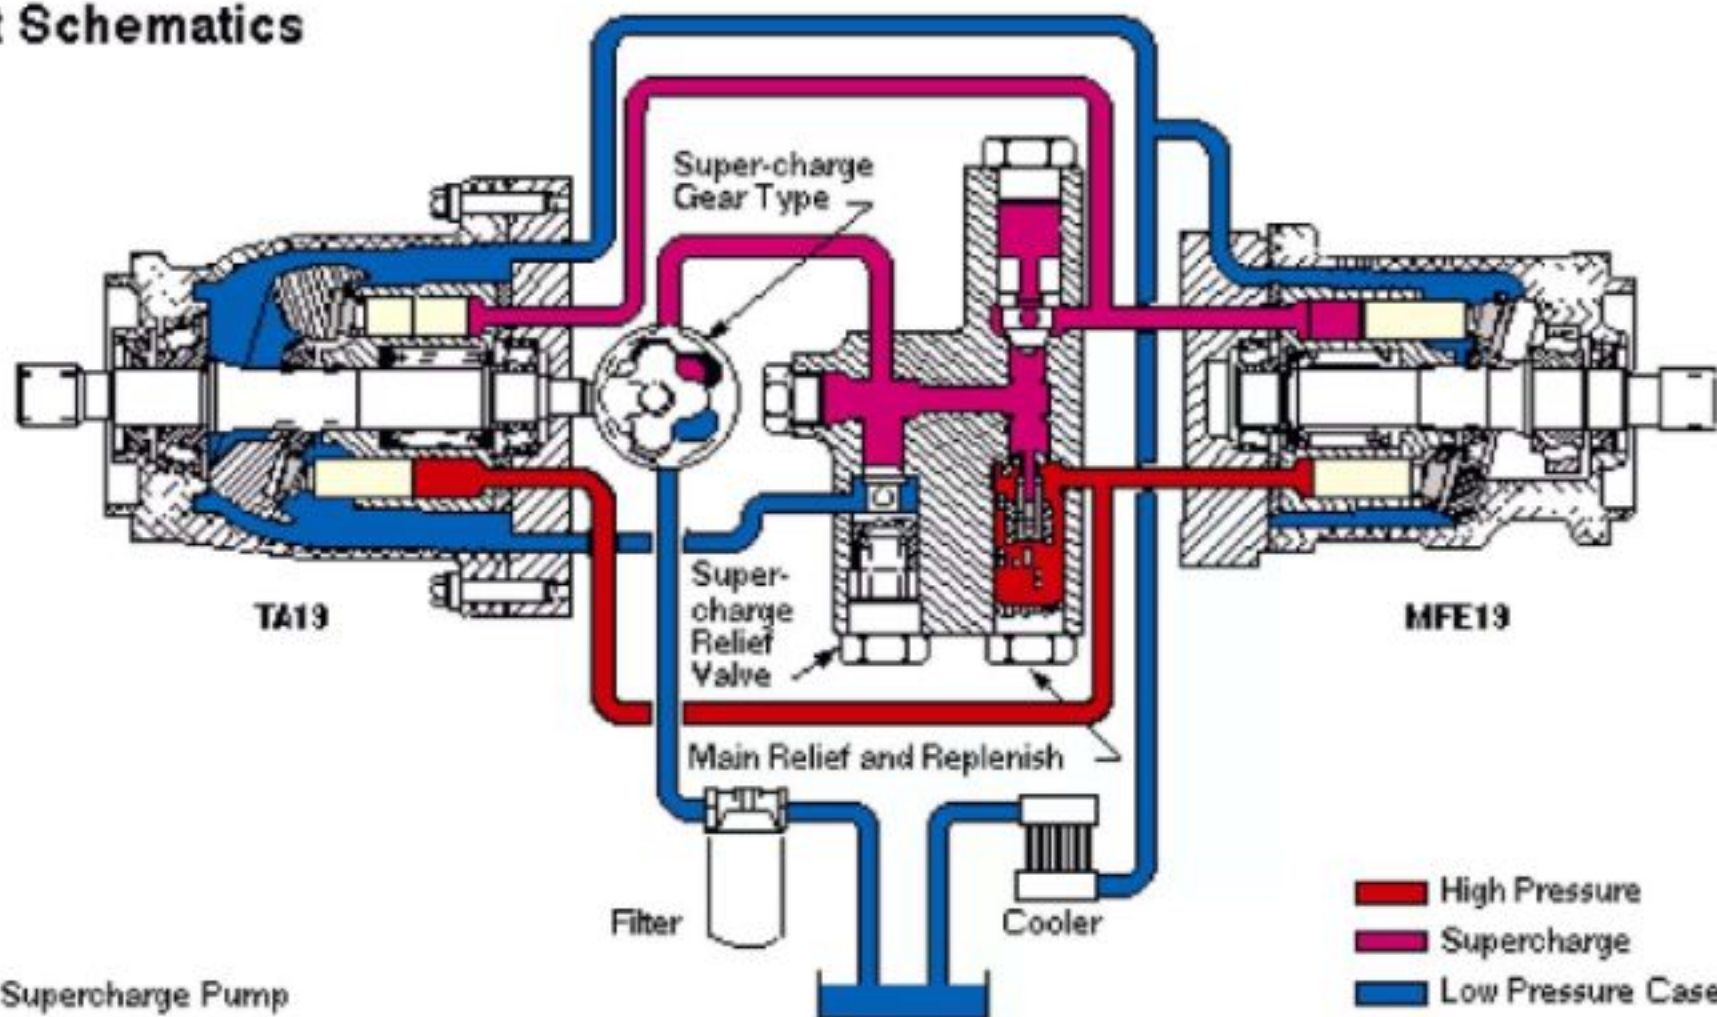 t Schematics
Super-charge
Gear Type
TA19
Super-
charge
Relief
Valve
MFE19
Main Relief and Replenish
Filter
Cooler
High Pressure
Supercharge
Low Pressure Case
Supercharge Pump